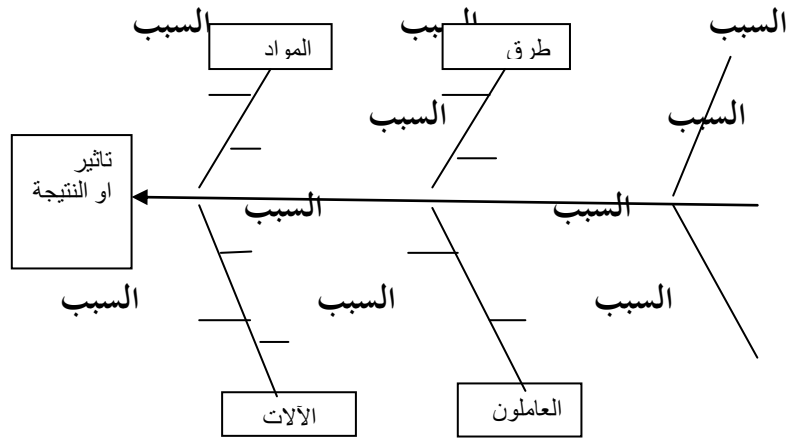 السبب
السبب
السبب
المواد
طرق
السبب
السبب
تاثير
او النتيجة
السبب
السبب
السبب
السبب
السبب
الآلات
العاملون